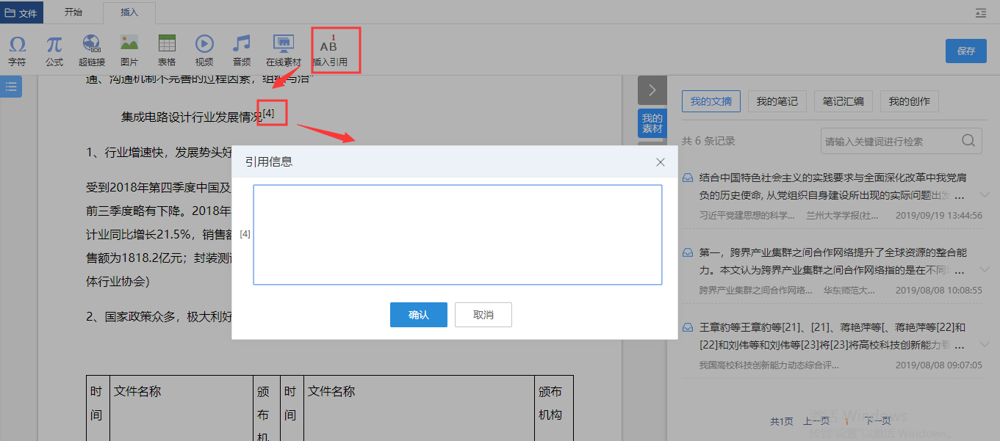 文件 开始 插入
Ω π 1 AB
字符 公式 超链接 图片 表格 视频 音频 在线素材 插入引用
保存
通、沟通机制不完善的过程因素，组织与治"
集成电路设计行业发展情况[4]
1、行业增速快，发展势头好
受到2018年第四季度中国及
前三季度略有下降。2018年
计业同比增长21.5%，销售额
售额为1818.2亿元；封装测试
体行业协会）
2、国家政策众多，极大利好
时间 文件名称 颁布机 时间 文件名称 颁布机构
引用信息
[4]
确认 取消
我的素材
我的文摘 我的笔记 笔记汇编 我的创作
共 6 条记录 请输入关键词进行检索
结合中国特色社会主义的实践要求与全面深化改革中我党肩
负的历史使命, 从党组织自身建设所出现的实际问题出发 ...
习近平党建思想的科学... 兰州大学学报(社... 2019/09/19 13:44:56
第一，跨界产业集群之间合作网络提升了全球资源的整合能
力。本文认为跨界产业集群之间合作网络指的是在不同 ...
跨界产业集群之间合作网络... 华东师范大... 2019/08/08 10:08:55
王章豹等王章豹等[21]、[21]、蒋艳萍等[、蒋艳萍等[22]和
[22]和刘伟等和刘伟等[23]将[23]将高校科技创新能力看 ...
我国高校科技创新能力动态综合评... 2019/08/08 09:07:05
共1页 上一页 1 下一页
激活 Windows
转到"设置"以激活 Windows。